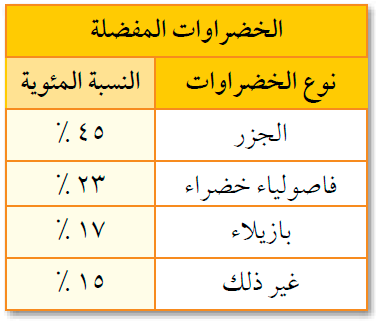 الخضراوات المفضلة
نوع الخضراوات النسبة المئوية
الجزر ٤٥ ٪
فاصولياء خضراء ٢٣ ٪
بازيلاء ١٧ ٪
غير ذلك ١٥ ٪